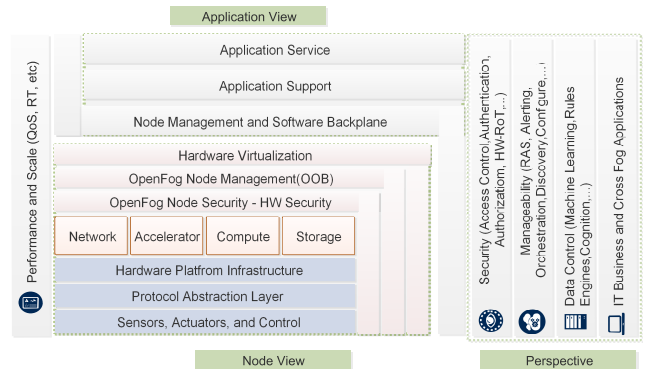 Application View
Performance and Scale (QoS, RT, etc)
Application Service
Application Support
Node Management and Software Backplane
Hardware Virtualization
OpenFog Node Management(OOB)
OpenFog Node Security - HW Security
Network
Accelerator
Compute
Storage
Hardware Platfrom Infrastructure
Protocol Abstraction Layer
Sensors, Actuators, and Control
Security (Access Control,Authentication,
Authorization, HW-RoT,...)
Manageability (RAS, Alerting,
Orchestration,Discovery,Configure,...)
Data Control (Machine Learning,Rules
Engines,Cognition,...)
IT Business and Cross Fog Applications
Node View
Perspective